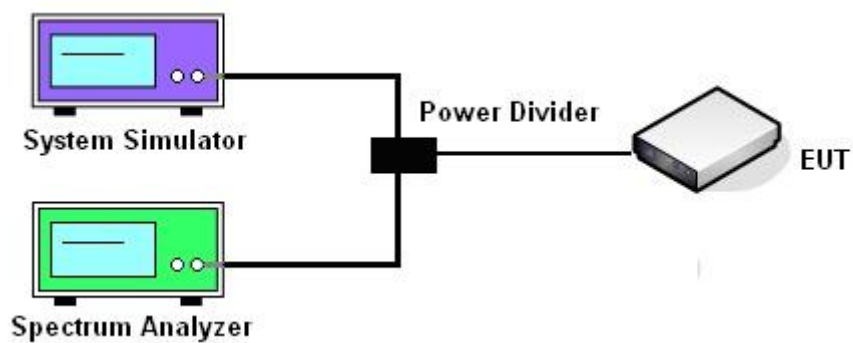 System Simulator
Power Divider
EUT
Spectrum Analyzer